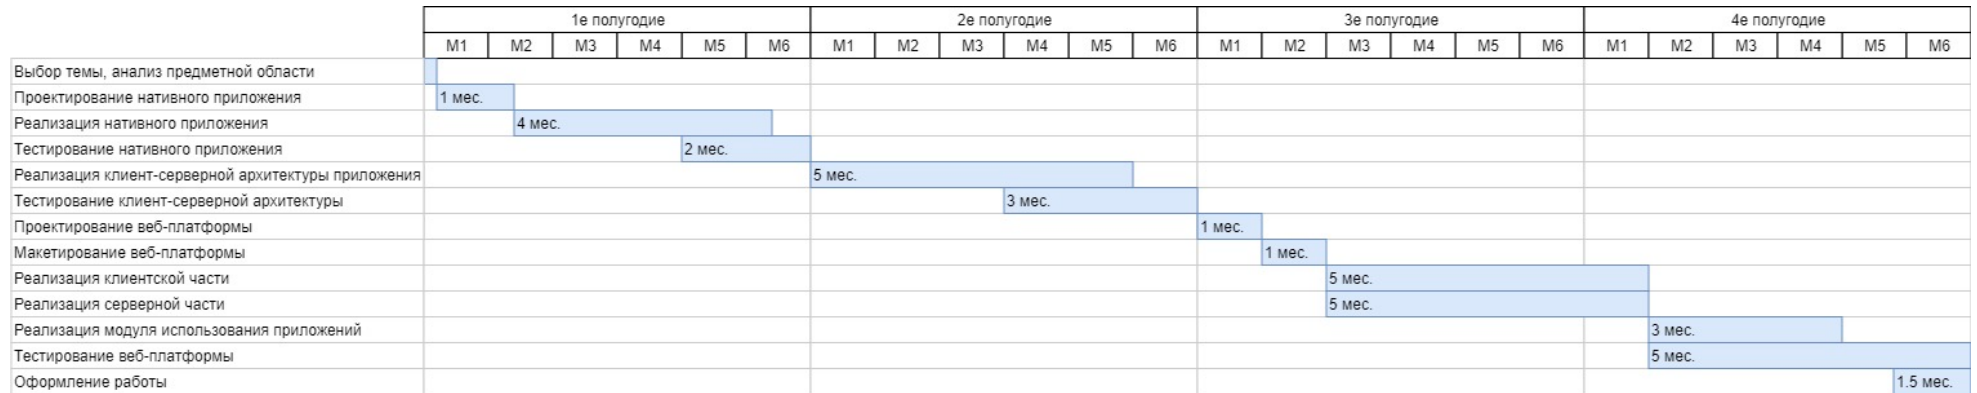 1е полугодие 2е полугодие 3е полугодие 4е полугодие
М1 М2 М3 М4 М5 М6 М1 М2 М3 М4 М5 М6 М1 М2 М3 М4 М5 М6 М1 М2 М3 М4 М5 М6
Выбор темы, анализ предметной области
Проектирование нативного приложения 1 мес.
Реализация нативного приложения 4 мес.
Тестирование нативного приложения 2 мес.
Реализация клиент-серверной архитектуры приложения 5 мес.
Тестирование клиент-серверной архитектуры 3 мес.
Проектирование веб-платформы 1 мес.
Макетирование веб-платформы 1 мес.
Реализация клиентской части 5 мес.
Реализация серверной части 5 мес.
Реализация модуля использования приложений 3 мес.
Тестирование веб-платформы 5 мес.
Оформление работы 1.5 мес.